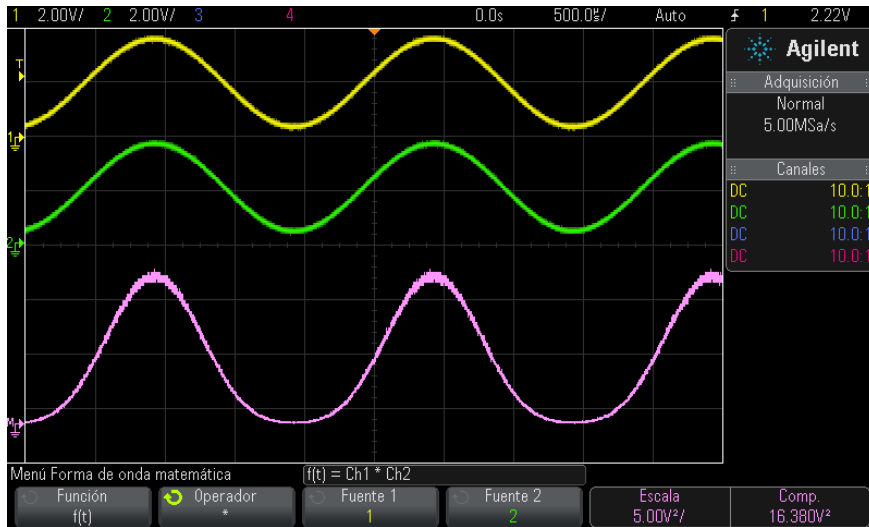 1 2.00V/ 2 2.00V/ 3 4 0.0s 500.0㎲/ Auto 1 2.22V
Agilent
Adquisición
Normal
5.00MSa/s
Canales
DC 10.0:1
DC 10.0:1
DC 10.0:1
DC 10.0:1
T
1
2
M
Menú Forma de onda matemática f(t) = Ch1 * Ch2
Función Operador Fuente 1 Fuente 2 Escala Comp.
f(t) * 1 2 5.00V²/ 16.380V²